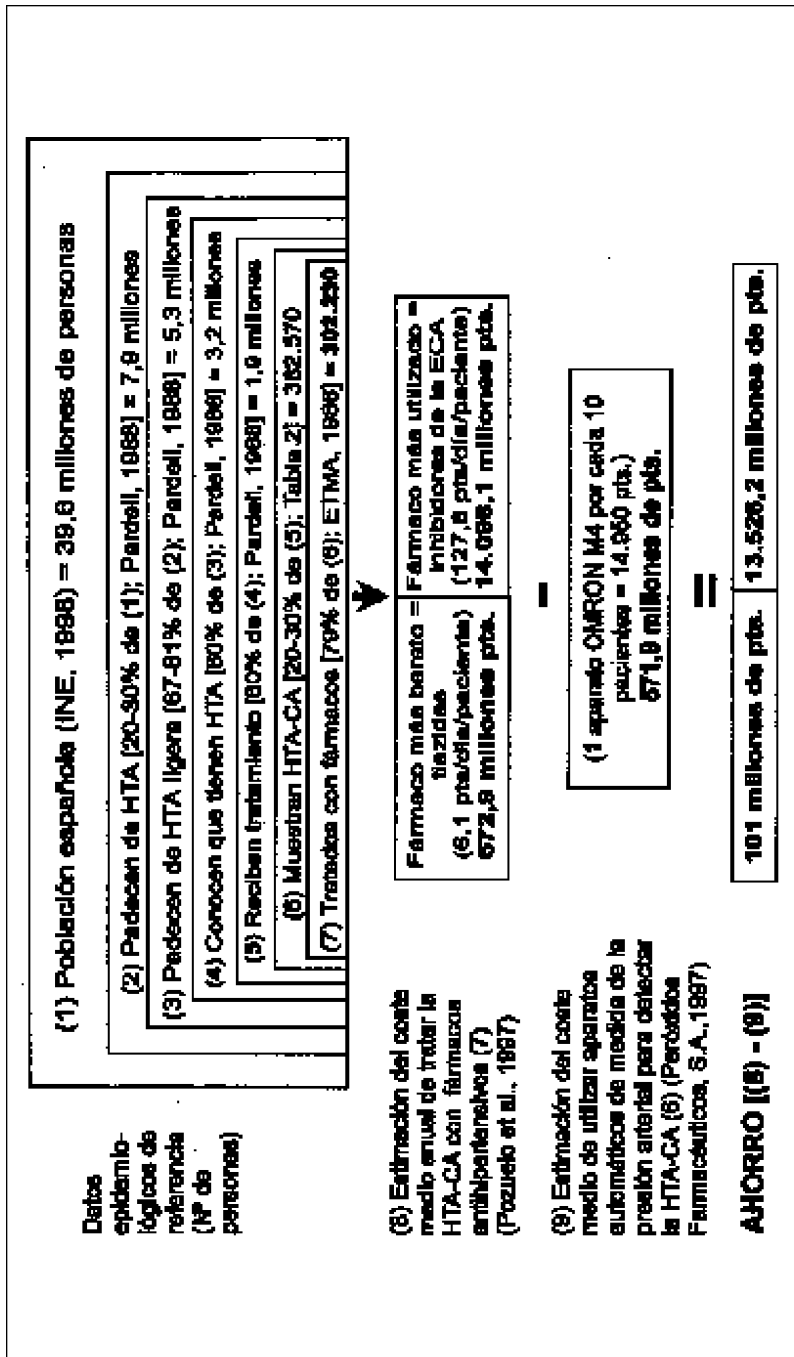 Datos
epidemio-
lógicos de
referencia
(Nº de
personas)
(1) Población española (INE, 1998) = 39,6 millones de personas
(2) Padecen de HTA [20-30% de (1); Pardell, 1988] = 7,9 millones
(3) Padecen de HTA ligera [67-81% de (2); Pardell, 1988] = 5,3 millones
(4) Conocen que tienen HTA [60% de (3); Pardell, 1988] = 3,2 millones
(5) Reciben tratamiento [60% de (4); Pardell, 1988] = 1,9 millones
(6) Muestran HTA-CA [20-30% de (5); Tabla 2] = 382.570
(7) Tratados con fármacos [79% de (6); ETMA, 1986] = 302.230
(8) Estimación del coste
medio anual de tratar la
HTA-CA con fármacos
antihipertensivos (7)
(Pozuelo et al., 1997)
Fármaco más barato =
tiazidas
(6,1 pts/día/paciente)
672,9 millones pts.
Fármaco más utilizado =
inhibidores de la ECA
(127,8 pts/día/paciente)
14.098,1 millones pts.
-
(9) Estimación del coste
medio de utilizar aparatos
automáticos de medida de la
presión arterial para detectar
la HTA-CA (6) (Peróxidos
Farmacéuticos, S.A., 1997)
(1 aparato OMRON M4 por cada 10
pacientes = 14.950 pts.)
571,9 millones de pts.
=
AHORRO [(8) - (9)]
101 millones de pts.
13.526,2 millones de pts.